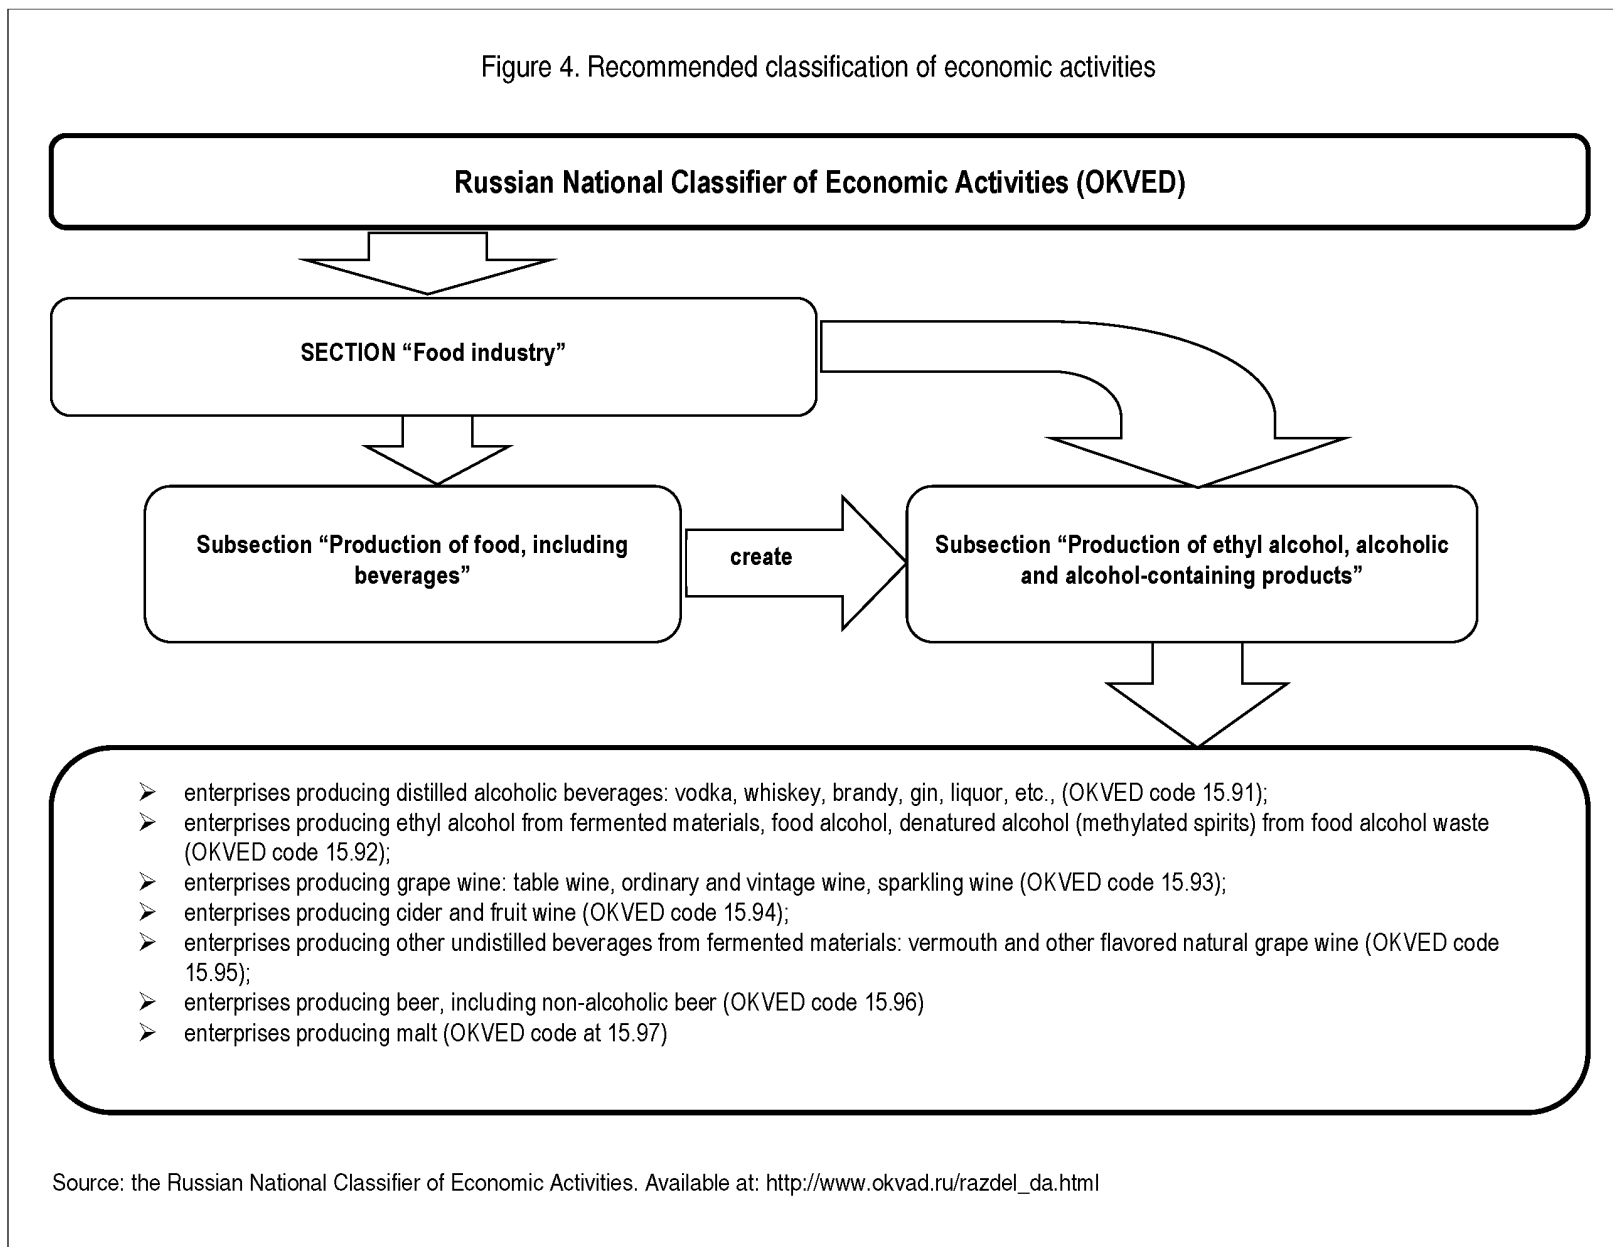 Figure 4. Recommended classification of economic activities
Russian National Classifier of Economic Activities (OKVED)
SECTION “Food industry”
Subsection “Production of food, including
beverages”
create
Subsection “Production of ethyl alcohol, alcoholic
and alcohol-containing products”
➢ enterprises producing distilled alcoholic beverages: vodka, whiskey, brandy, gin, liquor, etc., (OKVED code 15.91);
➢ enterprises producing ethyl alcohol from fermented materials, food alcohol, denatured alcohol (methylated spirits) from food alcohol waste
(OKVED code 15.92);
➢ enterprises producing grape wine: table wine, ordinary and vintage wine, sparkling wine (OKVED code 15.93);
➢ enterprises producing cider and fruit wine (OKVED code 15.94);
➢ enterprises producing other undistilled beverages from fermented materials: vermouth and other flavored natural grape wine (OKVED code
15.95);
➢ enterprises producing beer, including non-alcoholic beer (OKVED code 15.96)
➢ enterprises producing malt (OKVED code at 15.97)
Source: the Russian National Classifier of Economic Activities. Available at: http://www.okvad.ru/razdel_da.html